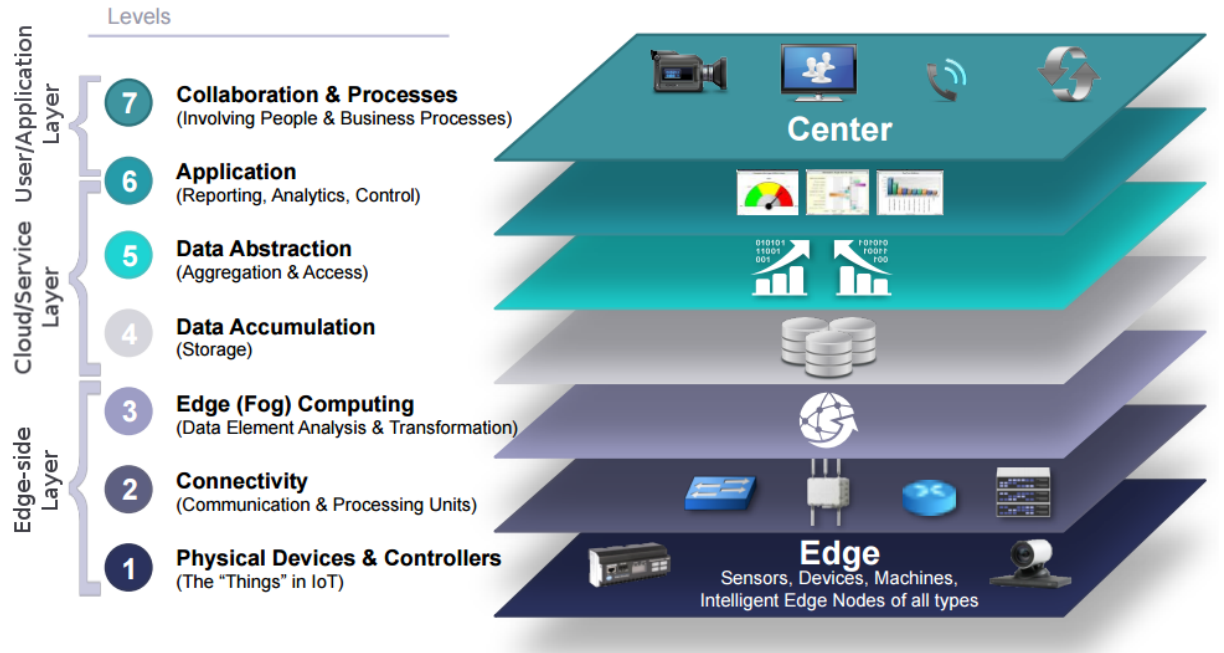 Levels
User/Application
Layer
Cloud/Service
Layer
Edge-side
Layer
7
Collaboration & Processes
(Involving People & Business Processes)
6
Application
(Reporting, Analytics, Control)
5
Data Abstraction
(Aggregation & Access)
4
Data Accumulation
(Storage)
3
Edge (Fog) Computing
(Data Element Analysis & Transformation)
2
Connectivity
(Communication & Processing Units)
1
Physical Devices & Controllers
(The “Things” in IoT)
Center
010101
11001
001
Edge
Sensors, Devices, Machines,
Intelligent Edge Nodes of all types